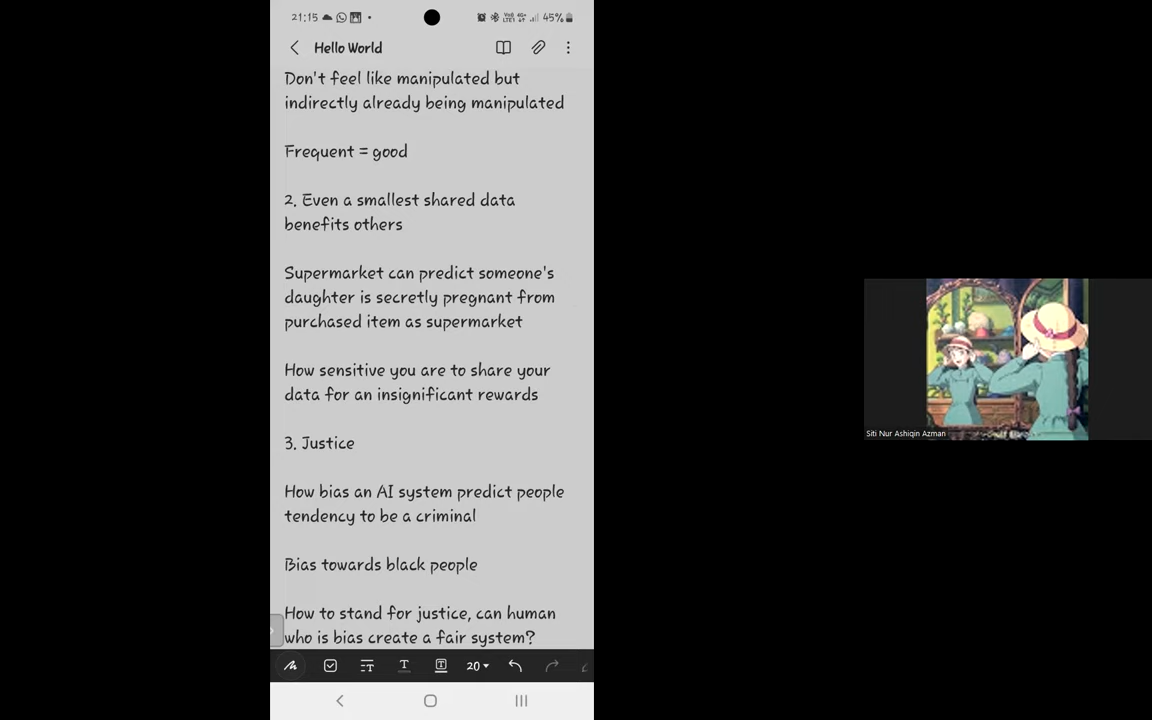 21:15
45%
Hello World
Don't feel like manipulated but
indirectly already being manipulated
Frequent = good
2. Even a smallest shared data
benefits others
Supermarket can predict someone's
daughter is secretly pregnant from
purchased item as supermarket
How sensitive you are to share your
data for an insignificant rewards
3. Justice
How bias an AI system predict people
tendency to be a criminal
Bias towards black people
How to stand for justice, can human
who is bias create a fair system?
20
Siti Nur Ashiqin Azman